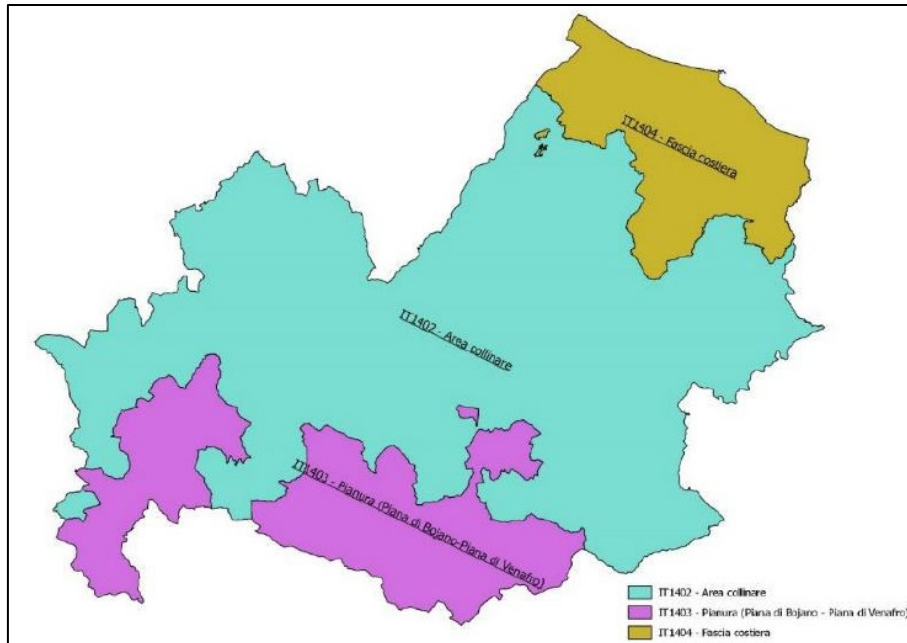 IT1404 - Fascia costiera
IT1402 - Area collinare
IT1403 - Pianura (Piana di Bojano-Piana di Venafro)
IT1402 - Area collinare
IT1403 - Pianura (Piana di Bojano - Piana di Venafro)
IT1404 - Fascia costiera